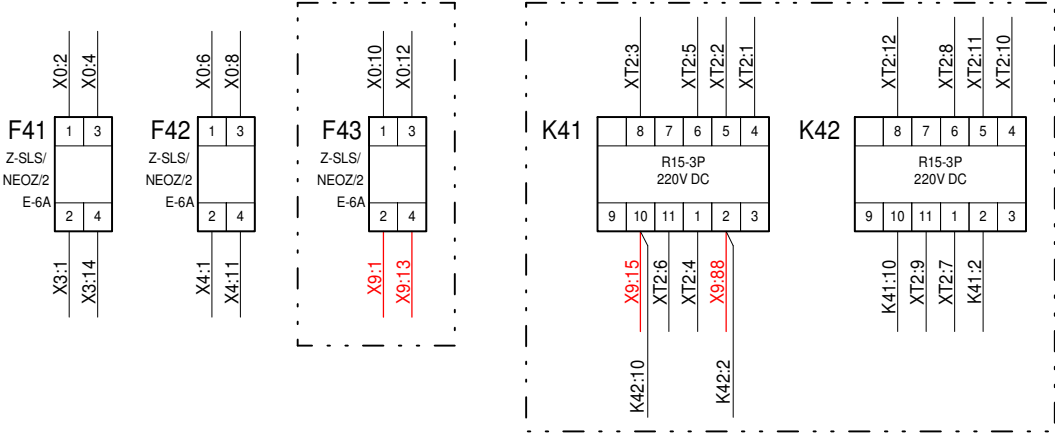 X0:2 X0:4
F41 1 3
Z-SLS/
NEOZ/2
E-6A
2 4
X3:1 X3:14
X0:6 X0:8
F42 1 3
Z-SLS/
NEOZ/2
E-6A
2 4
X4:1 X4:11
X0:10 X0:12
F43 1 3
Z-SLS/
NEOZ/2
E-6A
2 4
X9:1 X9:13
XT2:3 XT2:5 XT2:2 XT2:1
K41 8 7 6 5 4
R15-3P
220V DC
9 10 11 1 2 3
X9:15 XT2:6 XT2:4 X9:88
K42:10 K42:2
XT2:12 XT2:8 XT2:11 XT2:10
K42 8 7 6 5 4
R15-3P
220V DC
9 10 11 1 2 3
K41:10 XT2:9 XT2:7 K41:2